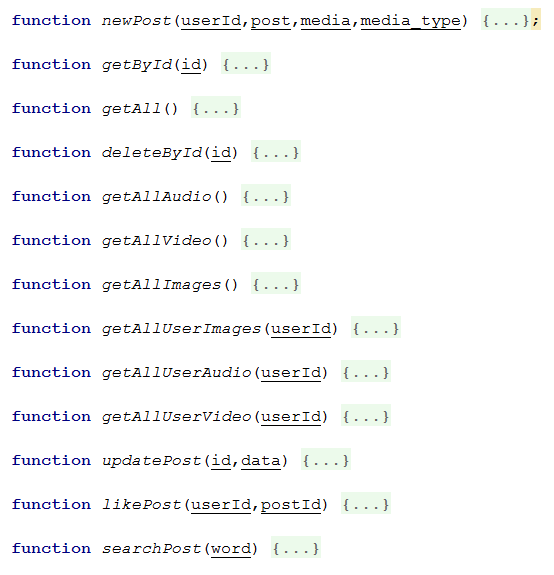 function newPost(userId,post,media,media_type) {...};
function getById(id) {...}
function getAll() {...}
function deleteById(id) {...}
function getAllAudio() {...}
function getAllVideo() {...}
function getAllImages() {...}
function getAllUserImages(userId) {...}
function getAllUserAudio(userId) {...}
function getAllUserVideo(userId) {...}
function updatePost(id,data) {...}
function likePost(userId,postId) {...}
function searchPost(word) {...}